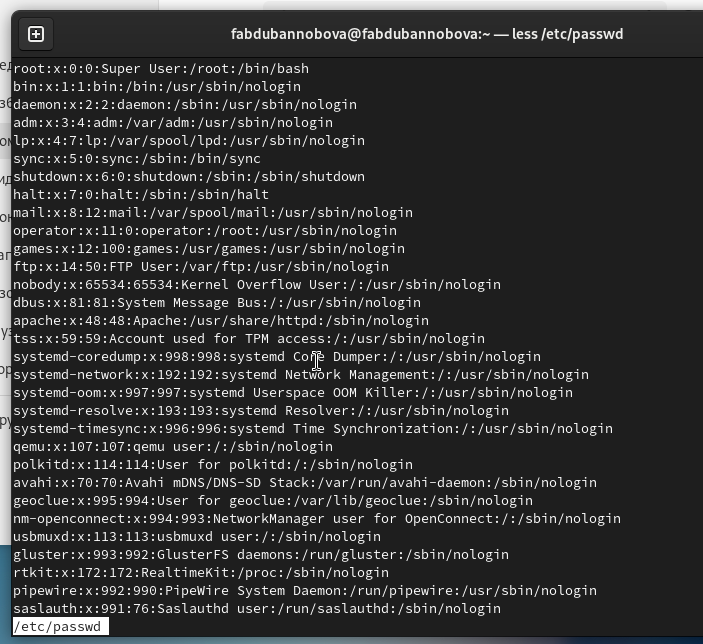 fabdubannobova@fabdubannobova:~ — less /etc/passwd
root:x:0:0:Super User:/root:/bin/bash
bin:x:1:1:bin:/bin:/usr/sbin/nologin
daemon:x:2:2:daemon:/sbin:/usr/sbin/nologin
adm:x:3:4:adm:/var/adm:/usr/sbin/nologin
lp:x:4:7:lp:/var/spool/lpd:/usr/sbin/nologin
sync:x:5:0:sync:/sbin:/bin/sync
shutdown:x:6:0:shutdown:/sbin:/sbin/shutdown
halt:x:7:0:halt:/sbin:/sbin/halt
mail:x:8:12:mail:/var/spool/mail:/usr/sbin/nologin
operator:x:11:0:operator:/root:/usr/sbin/nologin
games:x:12:100:games:/usr/games:/usr/sbin/nologin
ftp:x:14:50:FTP User:/var/ftp:/usr/sbin/nologin
nobody:x:65534:65534:Kernel Overflow User:/:/usr/sbin/nologin
dbus:x:81:81:System Message Bus:/:/usr/sbin/nologin
apache:x:48:48:Apache:/usr/share/httpd:/sbin/nologin
tss:x:59:59:Account used for TPM access:/:/usr/sbin/nologin
systemd-coredump:x:998:998:systemd Core Dumper:/:/usr/sbin/nologin
systemd-network:x:192:192:systemd Network Management:/:/usr/sbin/nologin
systemd-oom:x:997:997:systemd Userspace OOM Killer:/:/usr/sbin/nologin
systemd-resolve:x:193:193:systemd Resolver:/:/usr/sbin/nologin
systemd-timesync:x:996:996:systemd Time Synchronization:/:/usr/sbin/nologin
qemu:x:107:107:qemu user:/:/sbin/nologin
polkitd:x:114:114:User for polkitd:/:/sbin/nologin
avahi:x:70:70:Avahi mDNS/DNS-SD Stack:/var/run/avahi-daemon:/sbin/nologin
geoclue:x:995:994:User for geoclue:/var/lib/geoclue:/sbin/nologin
nm-openconnect:x:994:993:NetworkManager user for OpenConnect:/:/sbin/nologin
usbmuxd:x:113:113:usbmuxd user:/:/sbin/nologin
gluster:x:993:992:GlusterFS daemons:/run/gluster:/sbin/nologin
rtkit:x:172:172:RealtimeKit:/proc:/sbin/nologin
pipewire:x:992:990:PipeWire System Daemon:/run/pipewire:/usr/sbin/nologin
saslauth:x:991:76:Saslauthd user:/run/saslauthd:/sbin/nologin
/etc/passwd